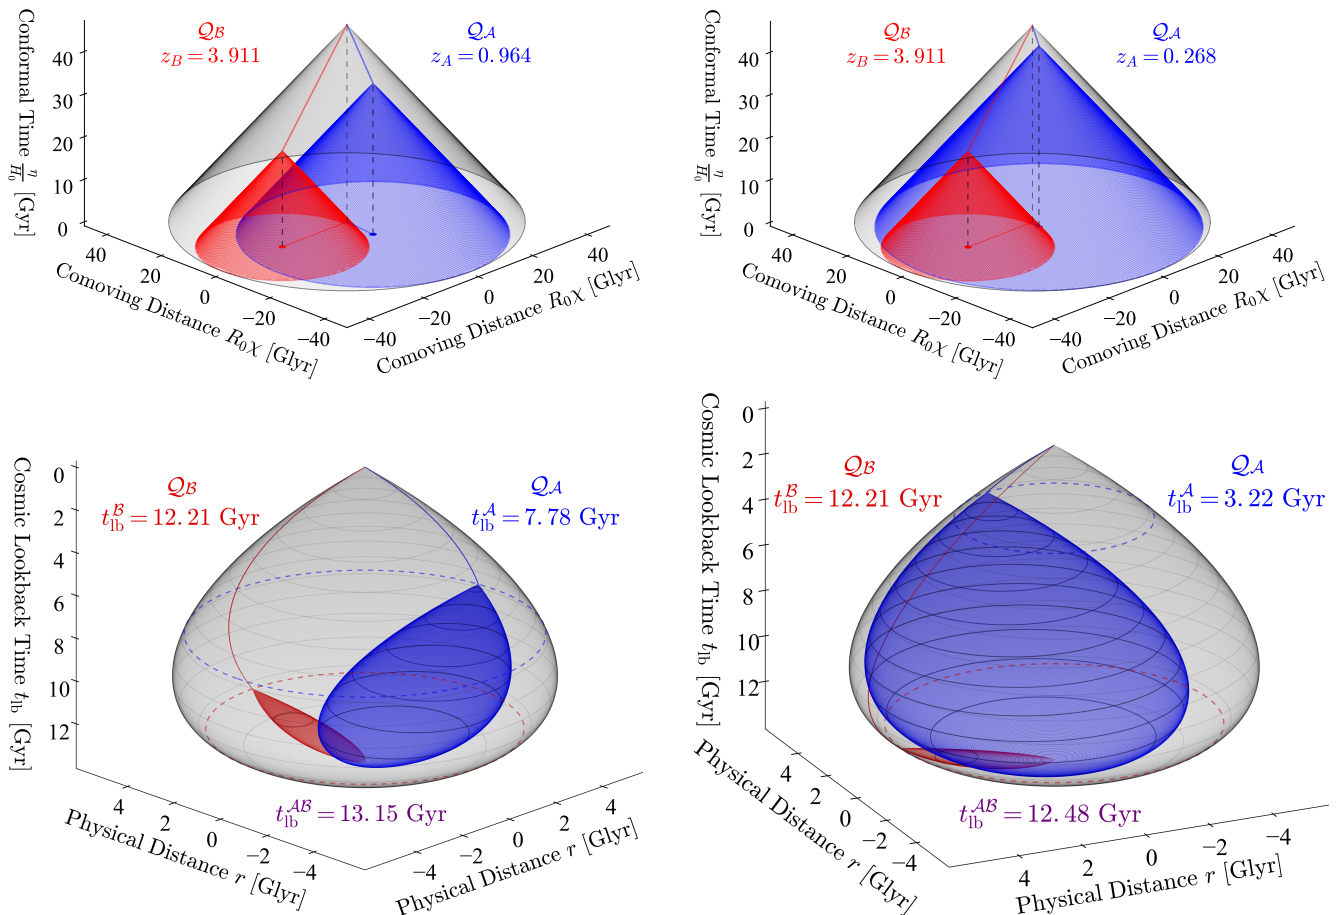 Conformal Time η/H₀ [Gyr]
40
30
20
10
0
𝒬_ℬ
z_B = 3.911
𝒬_𝒜
z_A = 0.964
40
20
0
−20
−40
Comoving Distance R₀χ [Glyr]
−40
−20
0
20
40
Comoving Distance R₀χ [Glyr]
Conformal Time η/H₀ [Gyr]
40
30
20
10
0
𝒬_ℬ
z_B = 3.911
𝒬_𝒜
z_A = 0.268
40
20
0
−20
−40
Comoving Distance R₀χ [Glyr]
−40
−20
0
20
40
Comoving Distance R₀χ [Glyr]
Cosmic Lookback Time t_lb [Gyr]
0
2
4
6
8
10
12
𝒬_ℬ
t_lb^ℬ = 12.21 Gyr
𝒬_𝒜
t_lb^𝒜 = 7.78 Gyr
t_lb^𝒜ℬ = 13.15 Gyr
4
2
0
−2
−4
Physical Distance r [Glyr]
−4
−2
0
2
4
Physical Distance r [Glyr]
Cosmic Lookback Time t_lb [Gyr]
0
2
4
6
8
10
12
𝒬_ℬ
t_lb^ℬ = 12.21 Gyr
𝒬_𝒜
t_lb^𝒜 = 3.22 Gyr
t_lb^𝒜ℬ = 12.48 Gyr
4
2
0
−2
−4
Physical Distance r [Glyr]
4
2
0
−2
−4
Physical Distance r [Glyr]